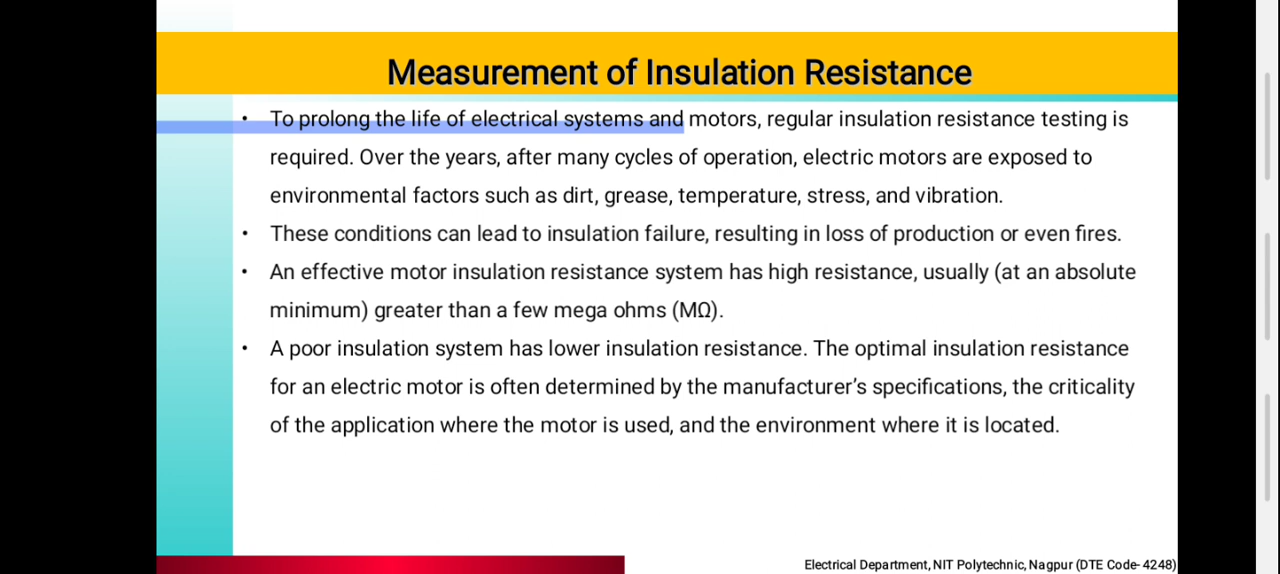 Measurement of Insulation Resistance
• To prolong the life of electrical systems and motors, regular insulation resistance testing is
required. Over the years, after many cycles of operation, electric motors are exposed to
environmental factors such as dirt, grease, temperature, stress, and vibration.
• These conditions can lead to insulation failure, resulting in loss of production or even fires.
• An effective motor insulation resistance system has high resistance, usually (at an absolute
minimum) greater than a few mega ohms (MΩ).
• A poor insulation system has lower insulation resistance. The optimal insulation resistance
for an electric motor is often determined by the manufacturer’s specifications, the criticality
of the application where the motor is used, and the environment where it is located.
Electrical Department, NIT Polytechnic, Nagpur (DTE Code- 4248)